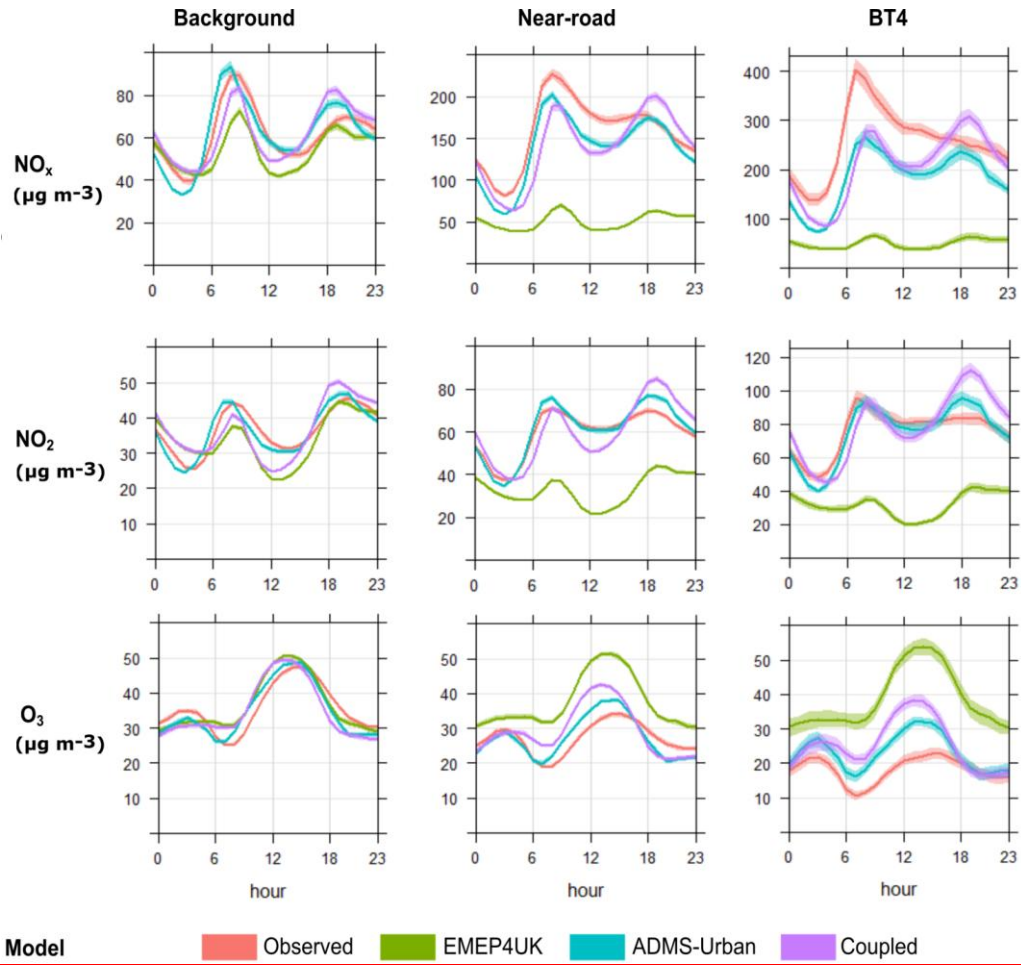 Background Near-road BT4
NOx
(µg m-3)
80
60
40
20
0 6 12 18 23
200
150
100
50
0 6 12 18 23
400
300
200
100
0 6 12 18 23
NO2
(µg m-3)
50
40
30
20
10
0 6 12 18 23
80
60
40
20
0 6 12 18 23
120
100
80
60
40
20
0 6 12 18 23
O3
(µg m-3)
50
40
30
20
10
0 6 12 18 23
hour
50
40
30
20
10
0 6 12 18 23
hour
50
40
30
20
10
0 6 12 18 23
hour
Model Observed EMEP4UK ADMS-Urban Coupled